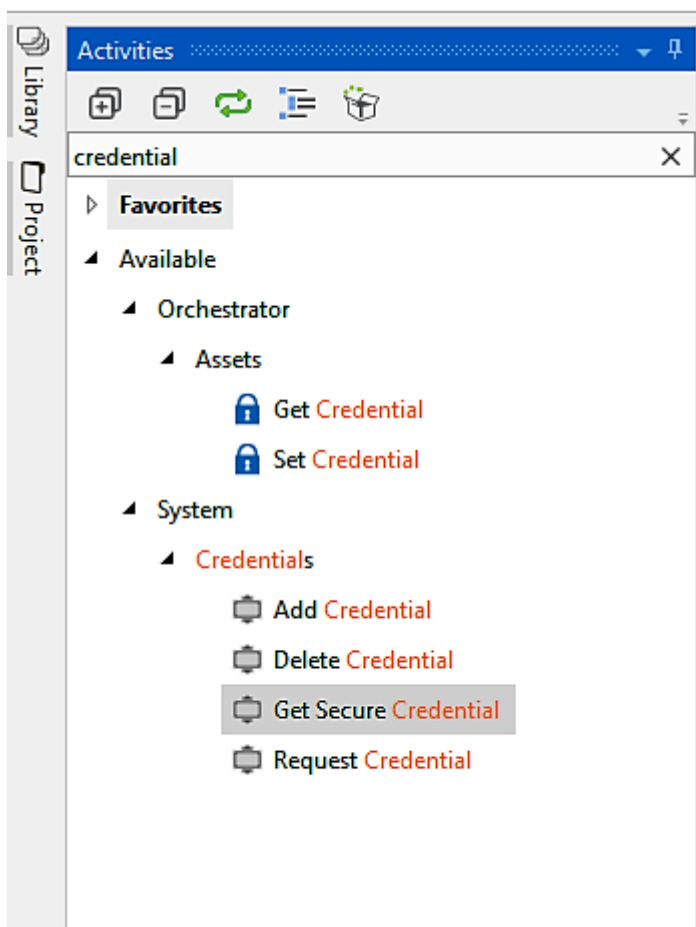 Library
Project
Activities
credential
Favorites
Available
Orchestrator
Assets
Get Credential
Set Credential
System
Credentials
Add Credential
Delete Credential
Get Secure Credential
Request Credential